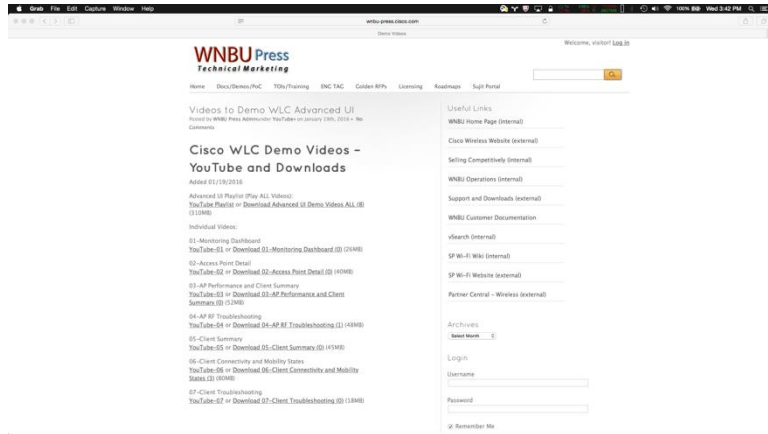 Grab File Edit Capture Window Help
100% Wed 3:42 PM
wnbu-press.cisco.com
Demo Videos
Welcome, visitor! Log in
WNBU Press
Technical Marketing
Home Docs/Demos/PoC TOIs/Training ENG TAG Golden RFPs Licensing Roadmaps Sujit Portal
Videos to Demo WLC Advanced UI
Posted by WNBU Press Admin under YouTube+ on January 19th, 2016 • No
Comments
Cisco WLC Demo Videos –
YouTube and Downloads
Added 01/19/2016
Advanced UI Playlist (Play ALL Videos):
YouTube Playlist or Download Advanced UI Demo Videos ALL (8)
(310MB)
Individual Videos:
01-Monitoring Dashboard
YouTube-01 or Download 01-Monitoring Dashboard (0) (26MB)
02-Access Point Detail
YouTube-02 or Download 02-Access Point Detail (0) (40MB)
03-AP Performance and Client Summary
YouTube-03 or Download 03-AP Performance and Client
Summary (0) (52MB)
04-AP RF Troubleshooting
YouTube-04 or Download 04-AP RF Troubleshooting (1) (48MB)
05-Client Summary
YouTube-05 or Download 05-Client Summary (0) (45MB)
06-Client Connectivity and Mobility States
YouTube-06 or Download 06-Client Connectivity and Mobility
States (3) (80MB)
07-Client Troubleshooting
YouTube-07 or Download 07-Client Troubleshooting (0) (18MB)
Useful Links
WNBU Home Page (internal)
Cisco Wireless Website (external)
Selling Competitively (internal)
WNBU Operations (internal)
Support and Downloads (external)
WNBU Customer Documentation
vSearch (internal)
SP Wi-Fi Wiki (internal)
SP Wi-Fi Website (external)
Partner Central – Wireless (external)
Archives
Select Month
Login
Username
Password
Remember Me